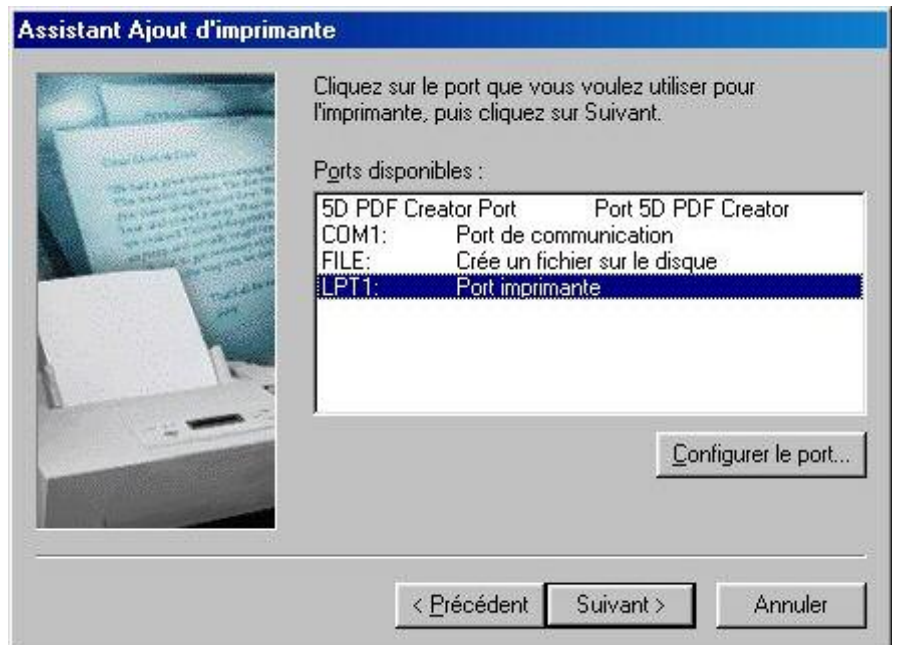 Assistant Ajout d'imprimante
Cliquez sur le port que vous voulez utiliser pour
l'imprimante, puis cliquez sur Suivant.
Ports disponibles :
5D PDF Creator Port Port 5D PDF Creator
COM1: Port de communication
FILE: Crée un fichier sur le disque
LPT1: Port imprimante
Configurer le port...
< Précédent Suivant > Annuler